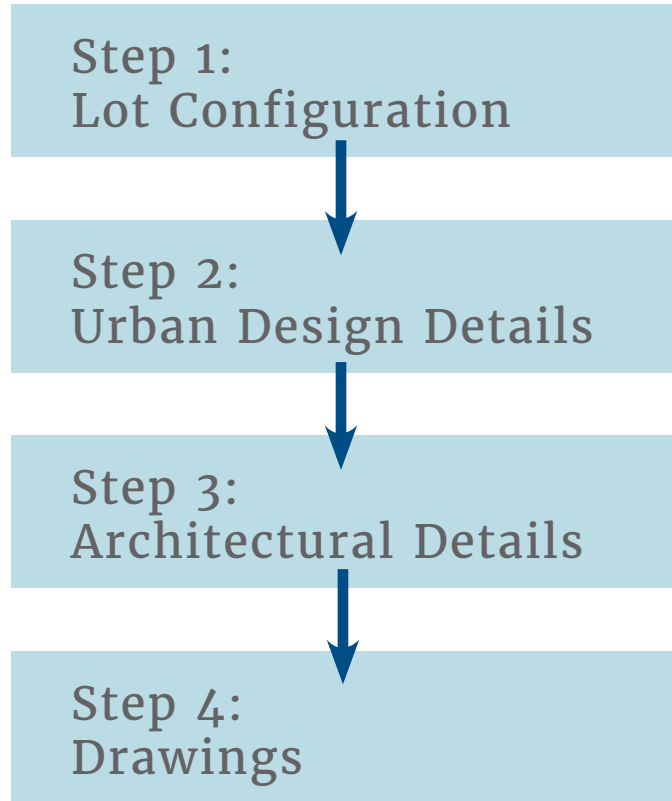 Step 1:
Lot Configuration
Step 2:
Urban Design Details
Step 3:
Architectural Details
Step 4:
Drawings